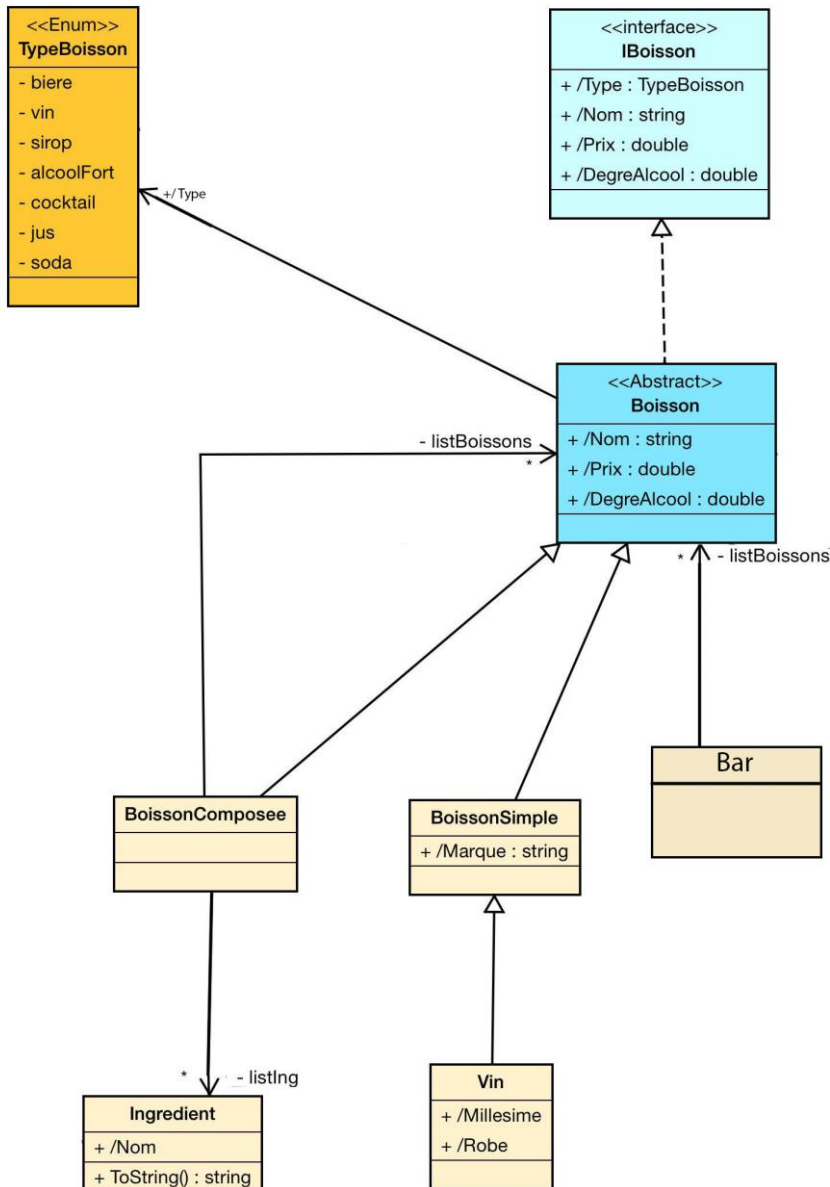 <<Enum>>
TypeBoisson
- biere
- vin
- sirop
- alcoolFort
- cocktail
- jus
- soda
<<interface>>
IBoisson
+ /Type : TypeBoisson
+ /Nom : string
+ /Prix : double
+ /DegreAlcool : double
+/Type
<<Abstract>>
Boisson
+ /Nom : string
+ /Prix : double
+ /DegreAlcool : double
- listBoissons
*
* - listBoissons
Bar
BoissonComposee
BoissonSimple
+ /Marque : string
* - listIng
Ingredient
+ /Nom
+ ToString() : string
Vin
+ /Millesime
+ /Robe